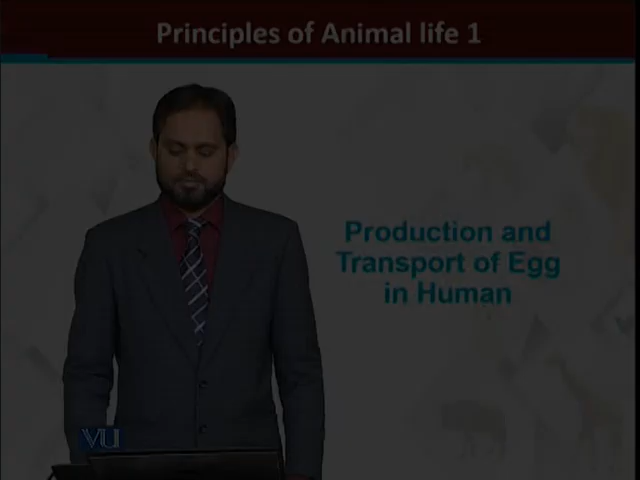 Principles of Animal life 1
Production and
Transport of Egg
in Human
VU